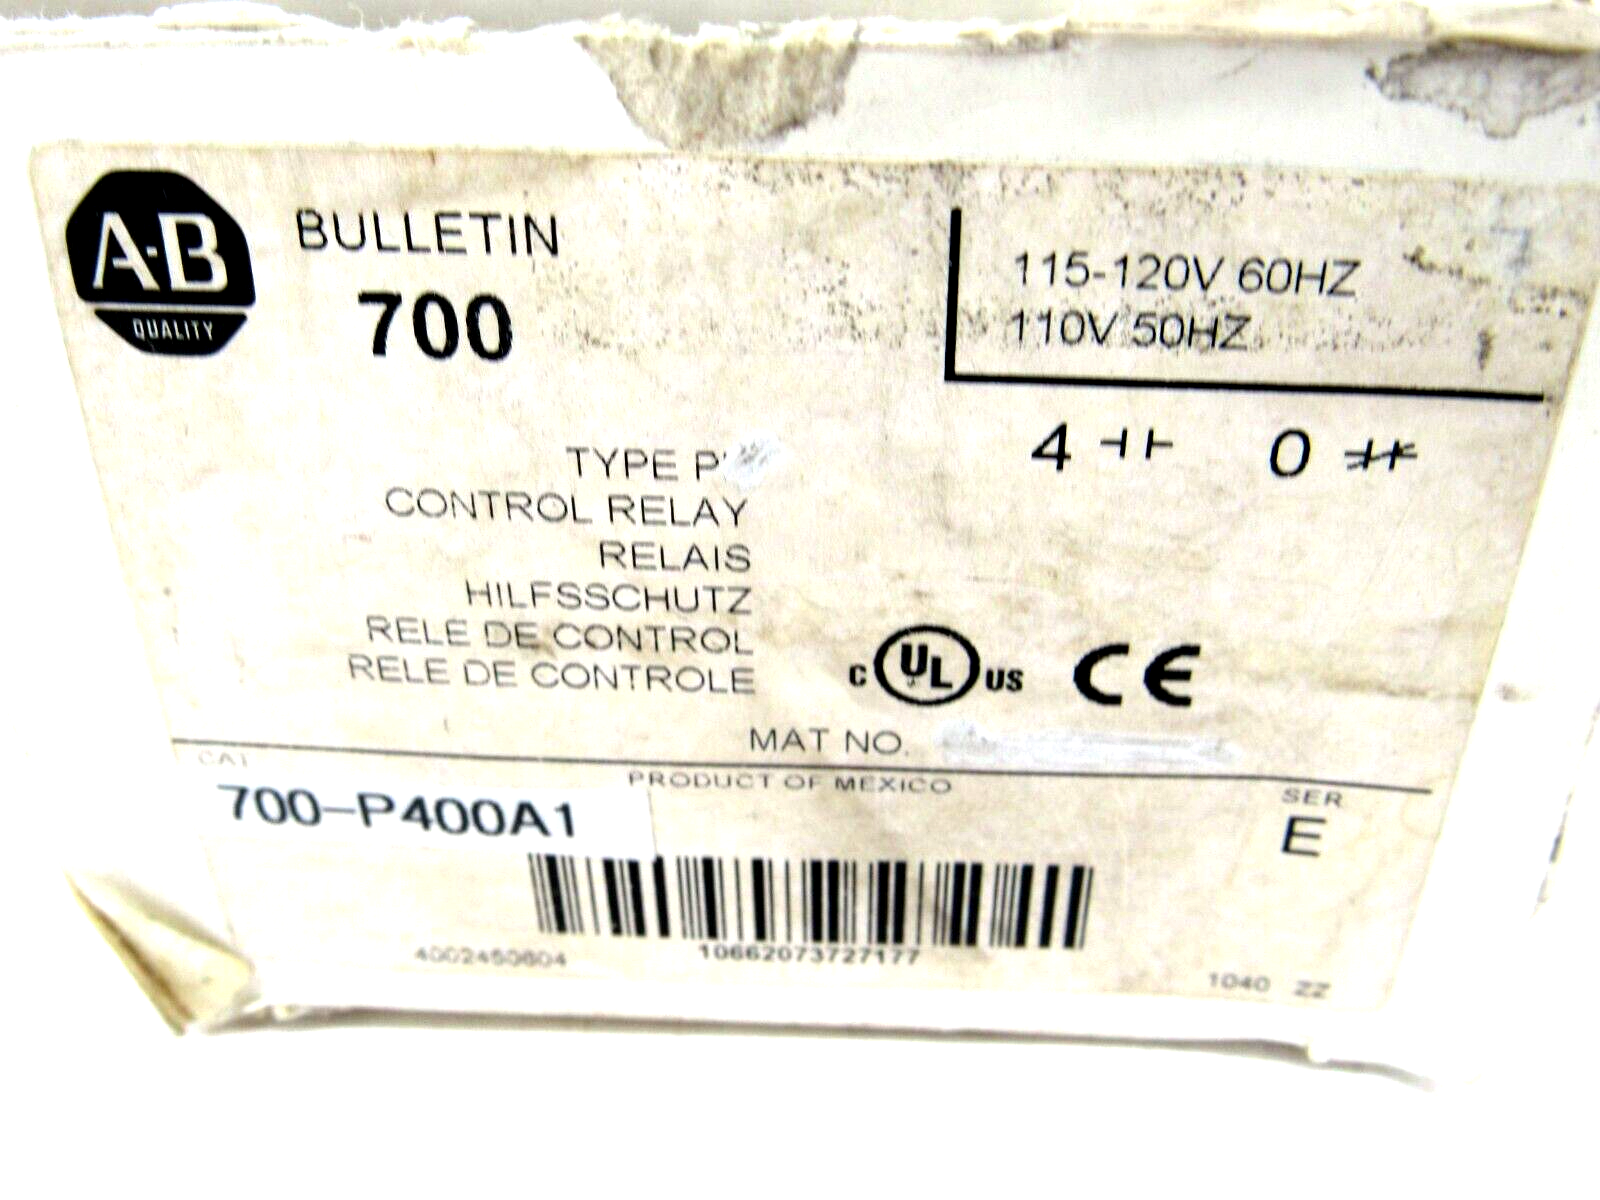 A-B
QUALITY
BULLETIN
700
115-120V 60HZ
110V 50HZ
4 0
TYPE P
CONTROL RELAY
RELAIS
HILFSSCHUTZ
RELE DE CONTROL
RELE DE CONTROLE
C UL US CE
MAT NO.
CAT
PRODUCT OF MEXICO
700-P400A1
SER
E
4002450604
10662073727177
1040 ZZ